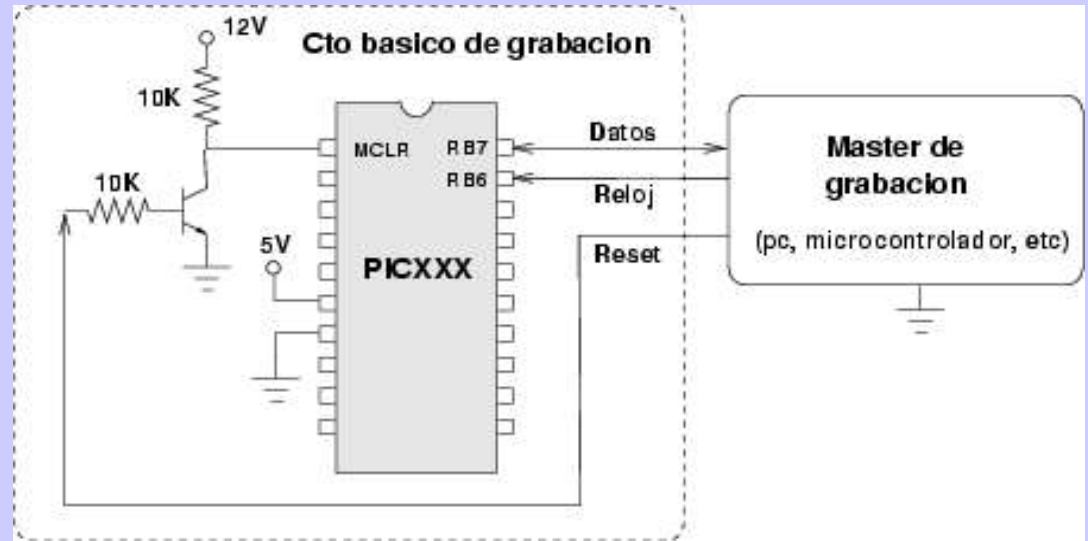 12V
Cto basico de grabacion
10K
MCLR
RB7
Datos
Master de
grabacion
RB6
10K
Reloj
(pc, microcontrolador, etc)
5V
Reset
PICXXX